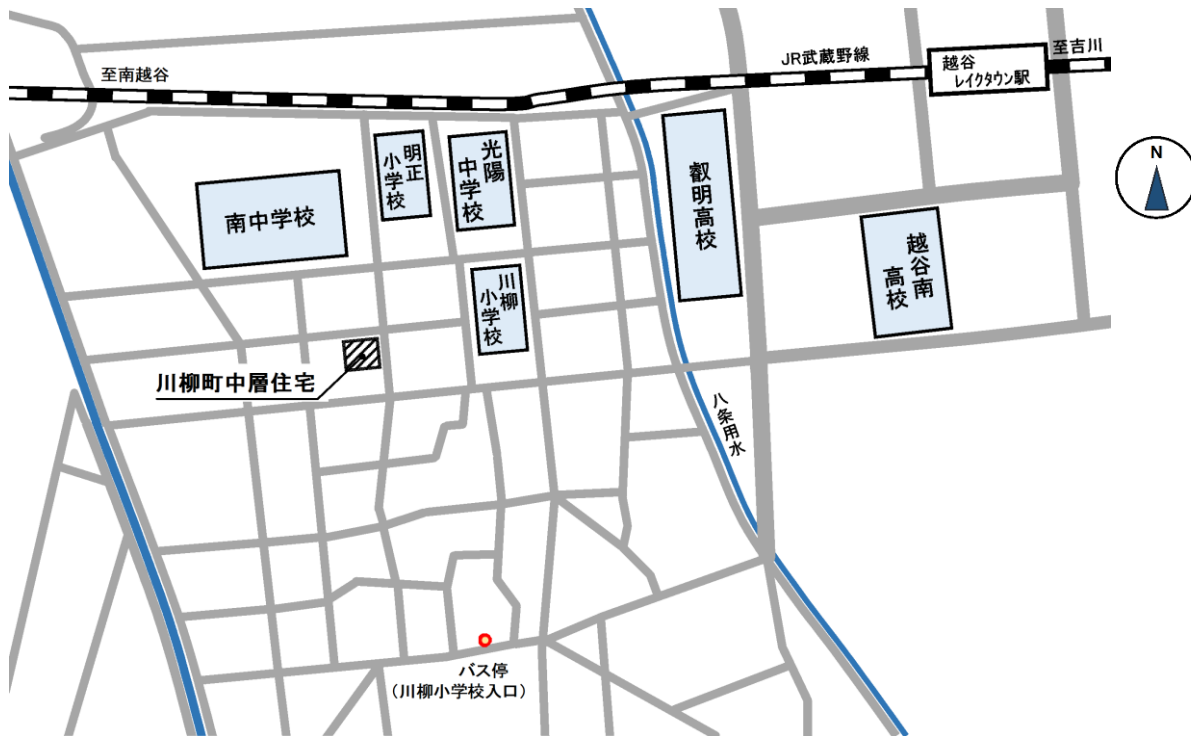 至南越谷
JR武蔵野線
越谷
レイクタウン駅
至吉川
N
明正
小学校
光陽
中学校
叡明高校
南中学校
越谷南
高校
川柳
小学校
川柳町中層住宅
八条用水
バス停
(川柳小学校入口)